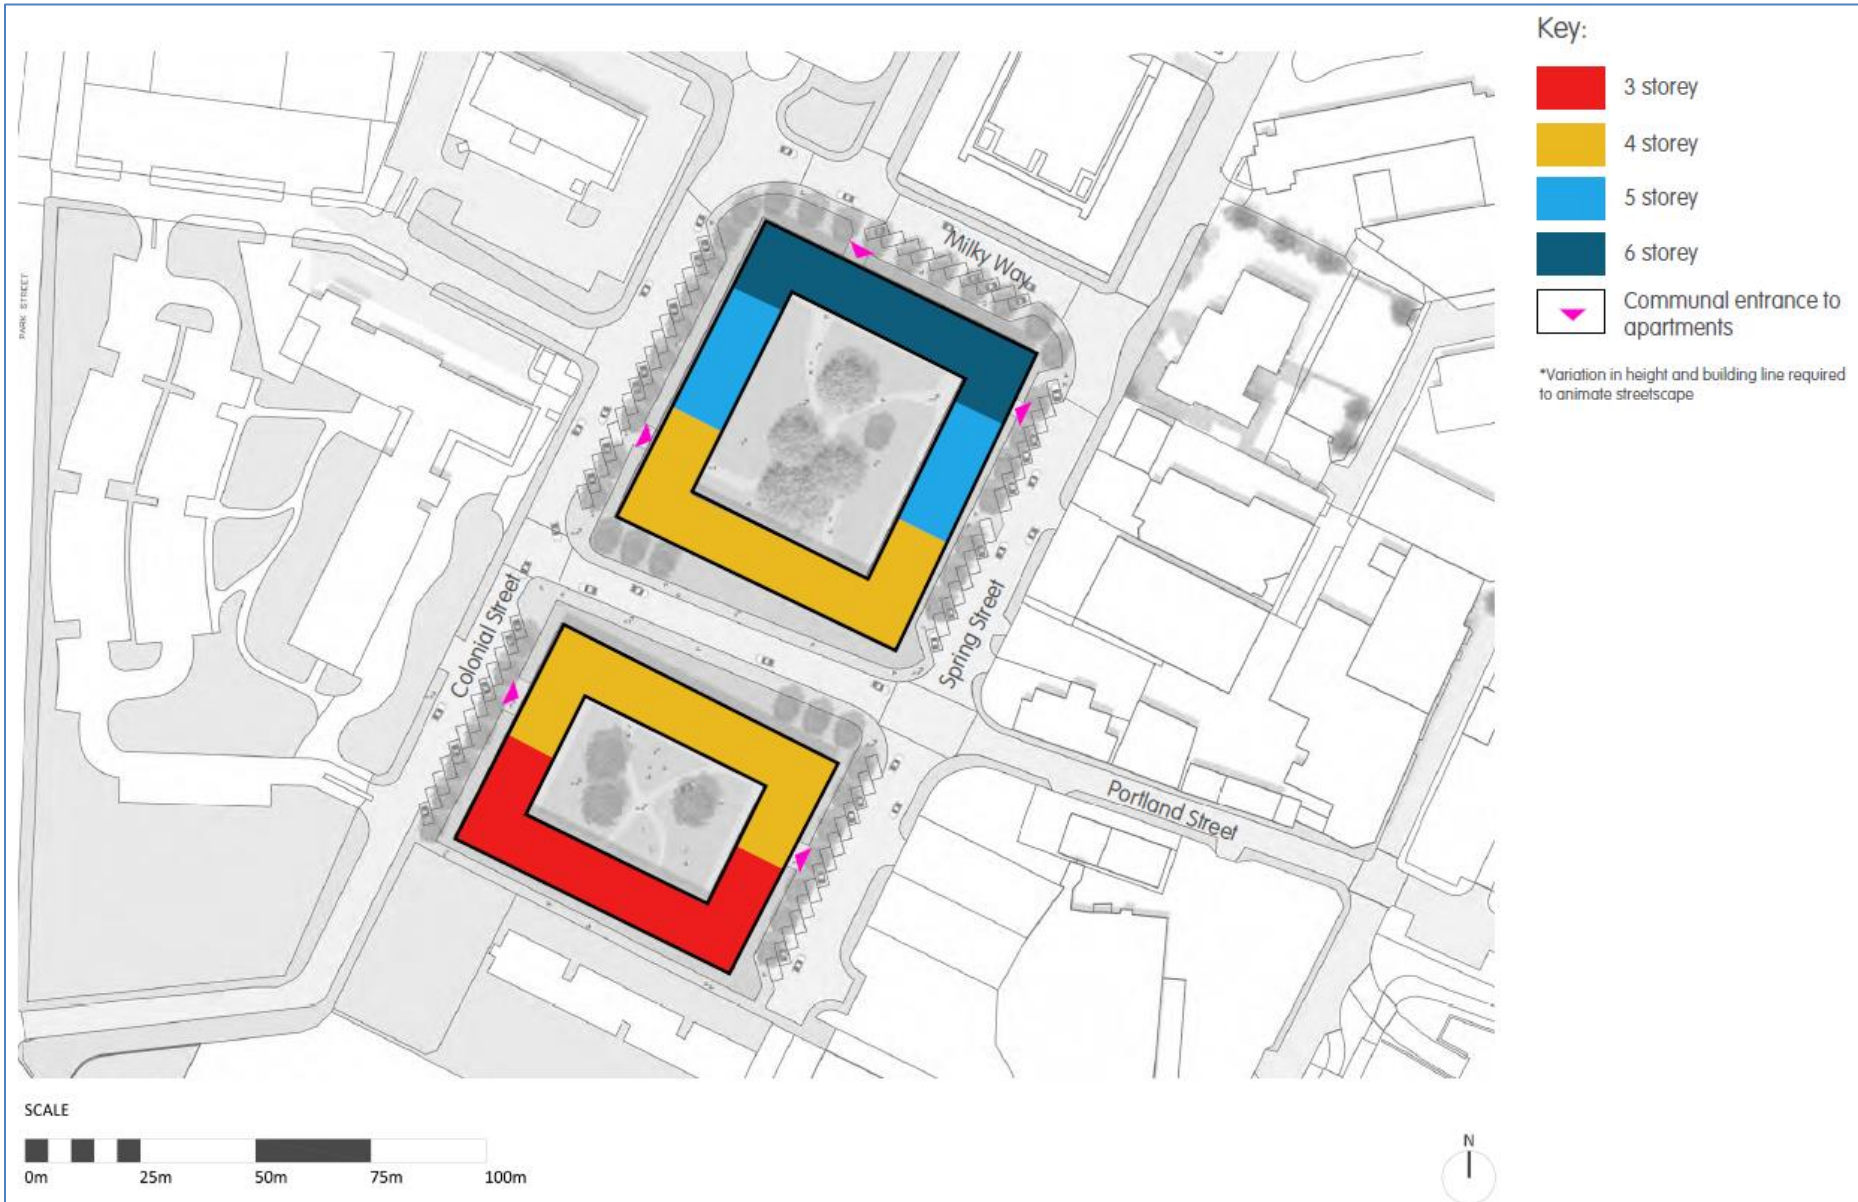 Key:
3 storey
4 storey
5 storey
6 storey
Communal entrance to
apartments
*Variation in height and building line required
to animate streetscape
Milky Way
PARK STREET
Colonial Street
Spring Street
Portland Street
SCALE
0m 25m 50m 75m 100m
N